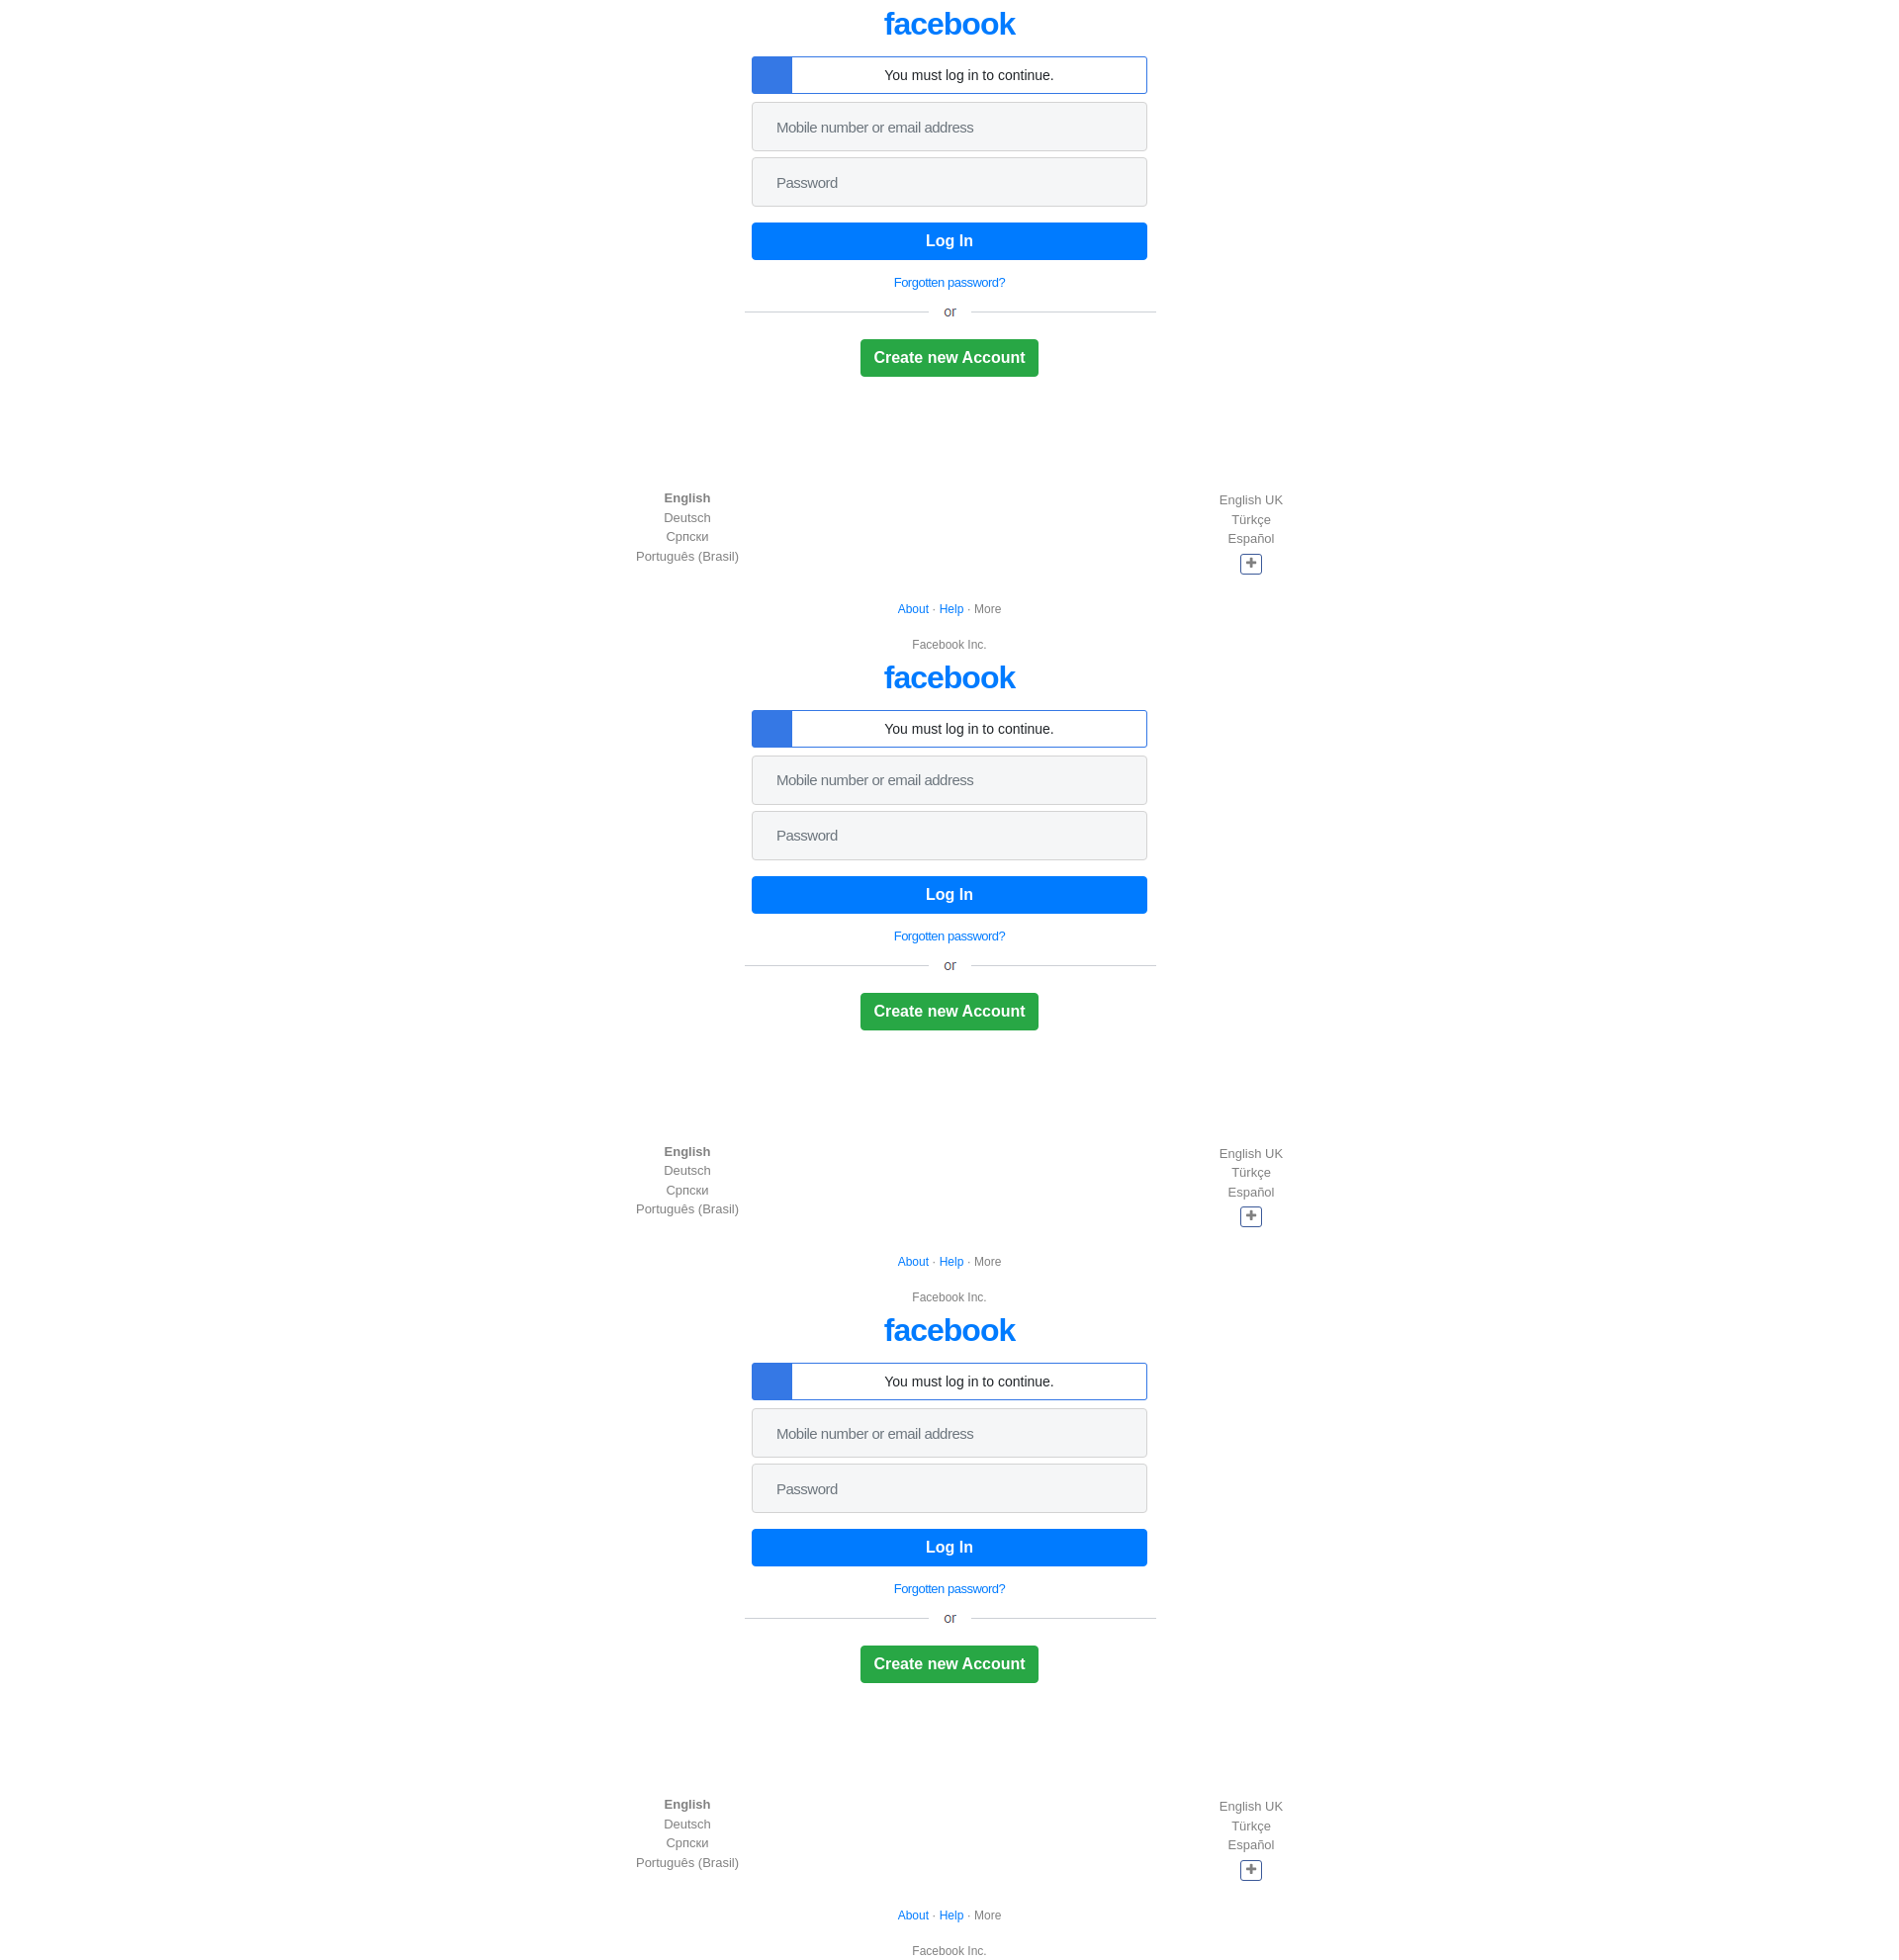 facebook
You must log in to continue.
Mobile number or email address
Password
Log In
Forgotten password?
or
Create new Account
English
Deutsch
Српски
Português (Brasil)
English UK
Türkçe
Español
About · Help · More
Facebook Inc.
facebook
You must log in to continue.
Mobile number or email address
Password
Log In
Forgotten password?
or
Create new Account
English
Deutsch
Српски
Português (Brasil)
English UK
Türkçe
Español
About · Help · More
Facebook Inc.
facebook
You must log in to continue.
Mobile number or email address
Password
Log In
Forgotten password?
or
Create new Account
English
Deutsch
Српски
Português (Brasil)
English UK
Türkçe
Español
About · Help · More
Facebook Inc.